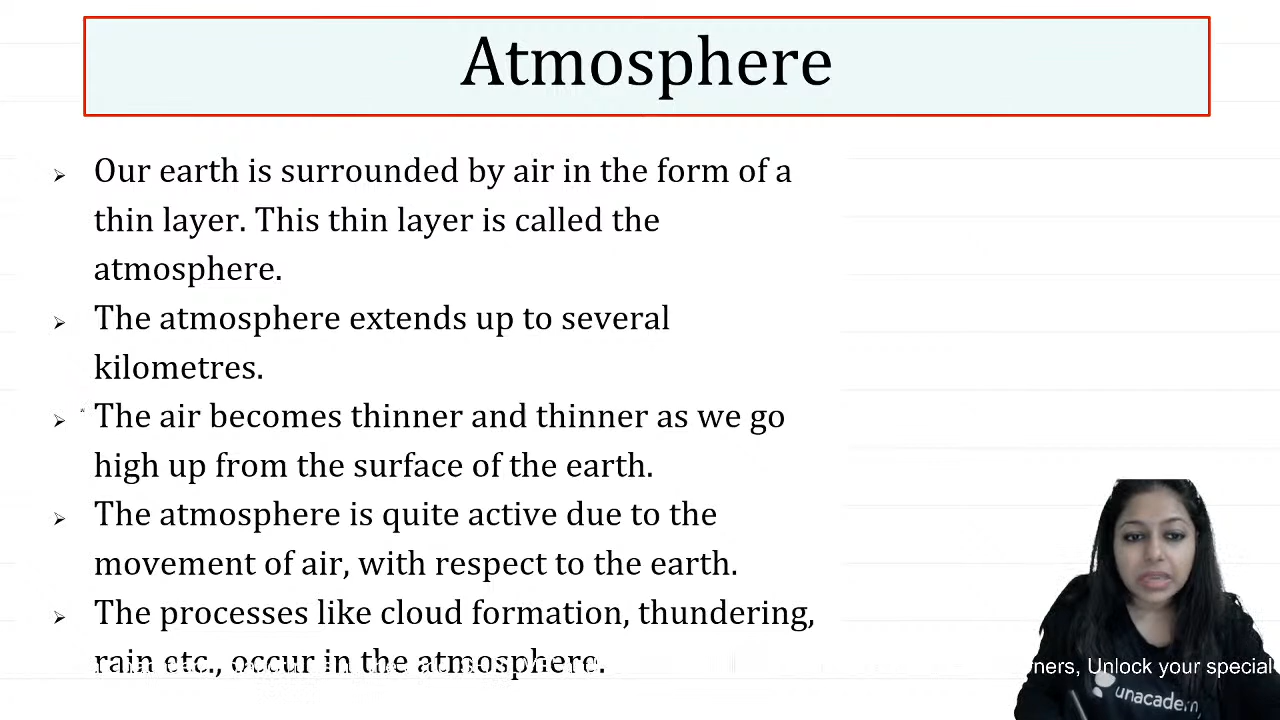 Atmosphere
Our earth is surrounded by air in the form of a
thin layer. This thin layer is called the
atmosphere.
The atmosphere extends up to several
kilometres.
The air becomes thinner and thinner as we go
high up from the surface of the earth.
The atmosphere is quite active due to the
movement of air, with respect to the earth.
The processes like cloud formation, thundering,
rain etc., occur in the atmosphere.
ners, Unlock your special
unacadem